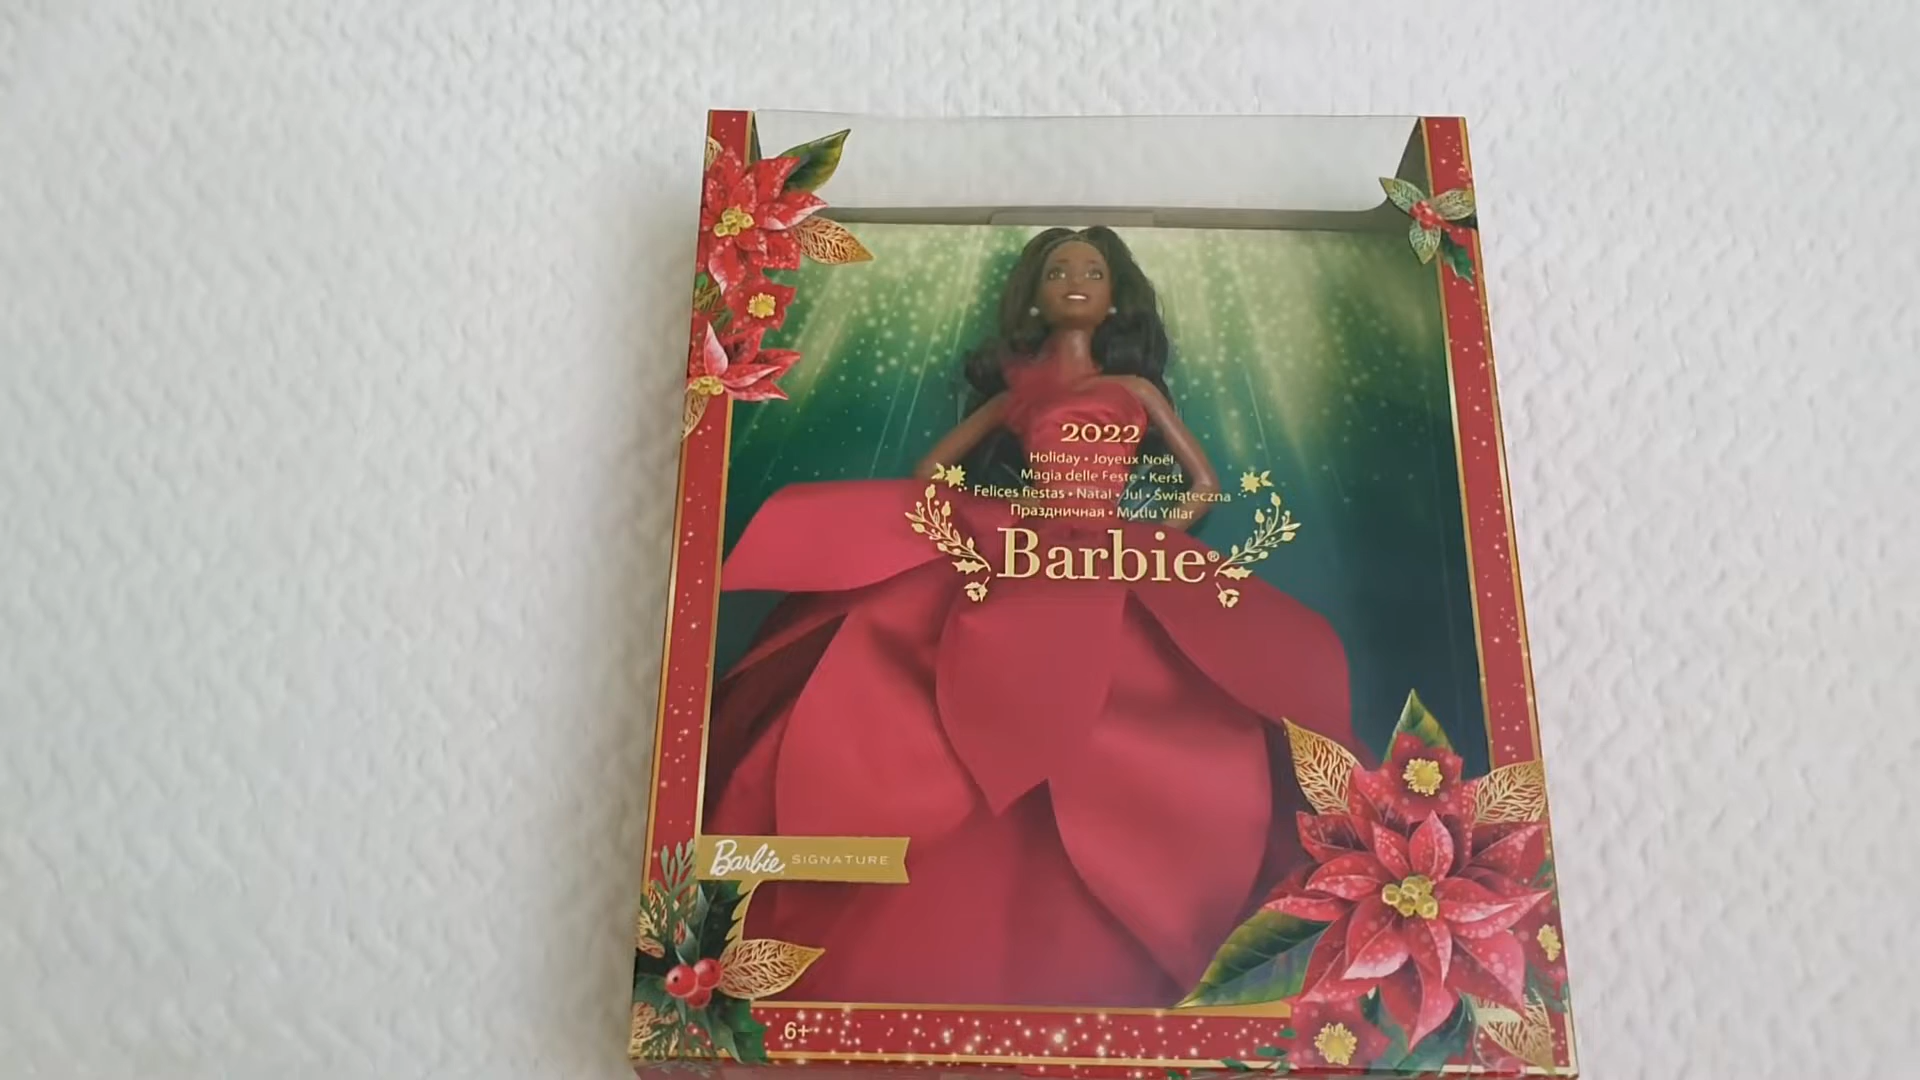 2022
Holiday • Joyeux Noël
Magia delle Feste • Kerst
Felices fiestas • Natal • Jul • Świąteczna
Праздничная • Mutlu Yıllar
Barbie®
Barbie SIGNATURE
6+